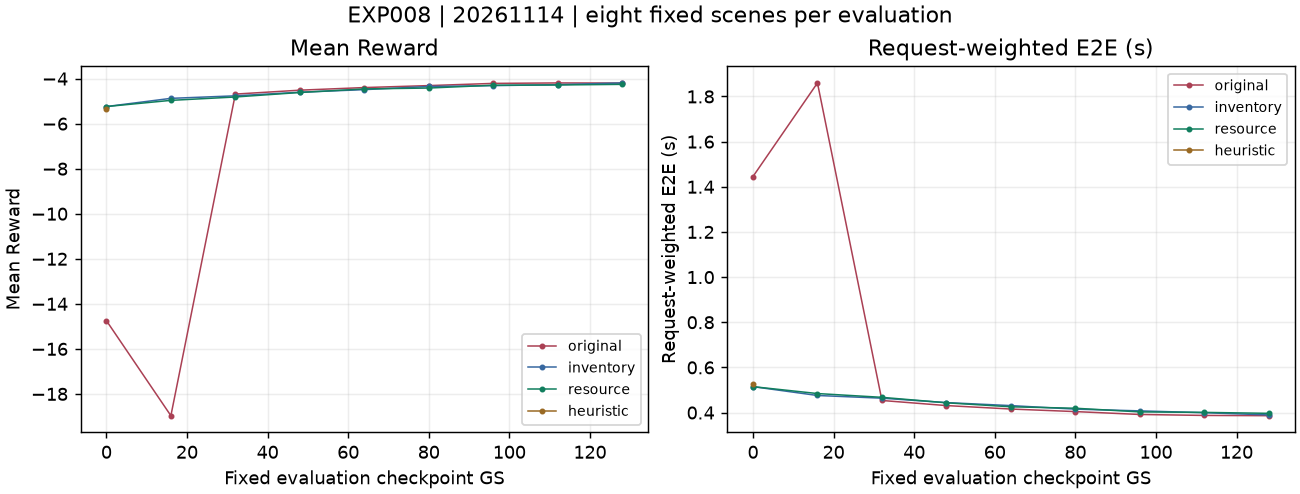 EXP008 | 20261114 | eight fixed scenes per evaluation
Mean Reward
−4
−6
−8
−10
−12
−14
−16
−18
Mean Reward
0 20 40 60 80 100 120
Fixed evaluation checkpoint GS
original
inventory
resource
heuristic
Request-weighted E2E (s)
1.8
1.6
1.4
1.2
1.0
0.8
0.6
0.4
Request-weighted E2E (s)
0 20 40 60 80 100 120
Fixed evaluation checkpoint GS
original
inventory
resource
heuristic